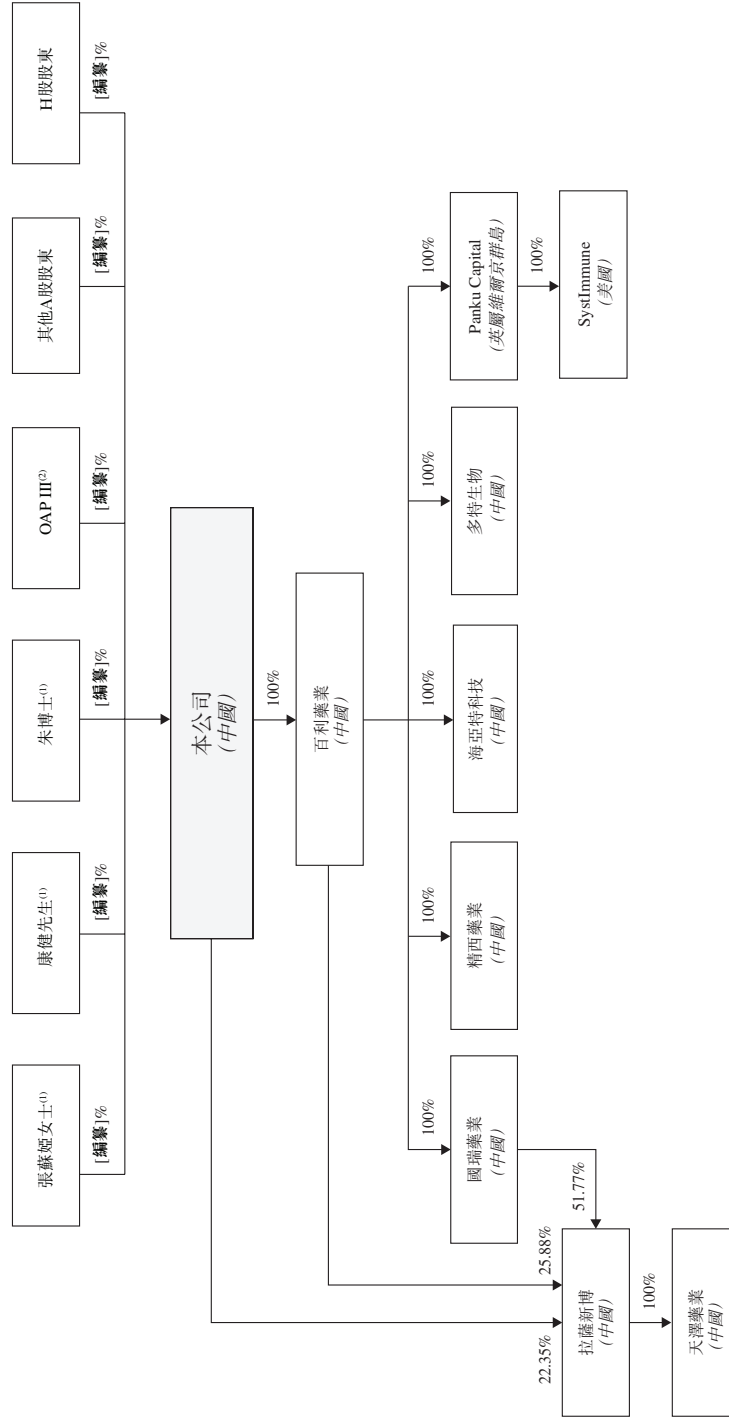 張蘇婭女士(1)
康健先生(1)
朱博士(1)
OAP III(2)
其他A股股東
H股股東
[編纂]%
[編纂]%
[編纂]%
[編纂]%
[編纂]%
[編纂]%
本公司
(中國)
100%
百利藥業
(中國)
100%
100%
100%
100%
100%
國瑞藥業
(中國)
精西藥業
(中國)
海亞特科技
(中國)
多特生物
(中國)
Panku Capital
(英屬維爾京群島)
22.35%
25.88%
51.77%
100%
拉薩新博
(中國)
SystImmune
(美國)
100%
天澤藥業
(中國)